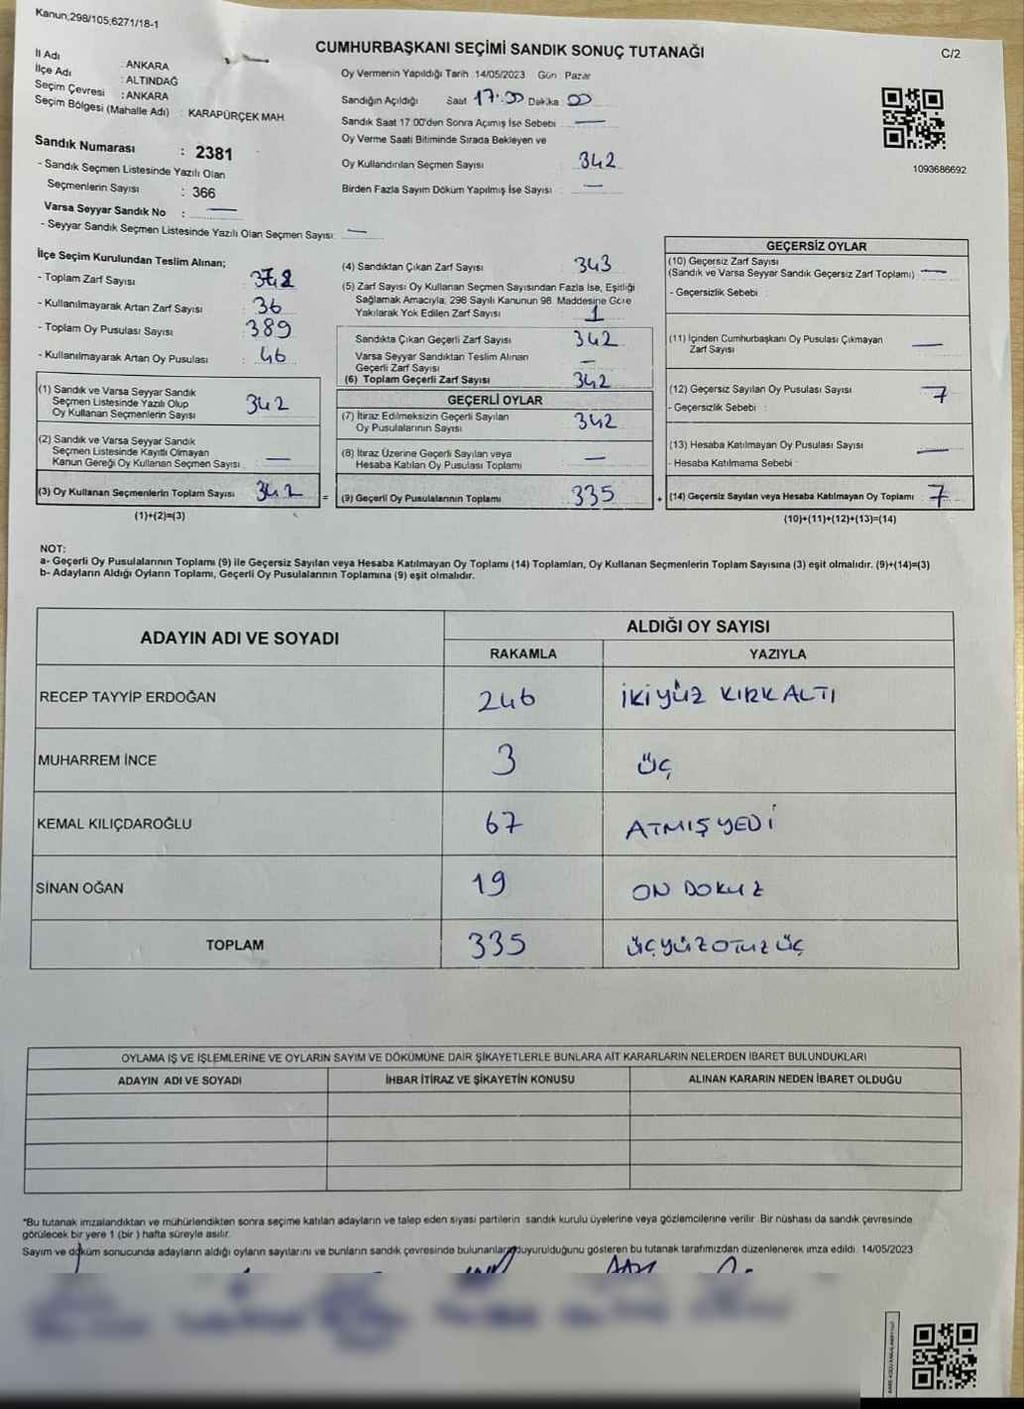 Kanun,298/105,6271/18-1
CUMHURBAŞKANI SEÇİMİ SANDIK SONUÇ TUTANAĞI
C/2
İl Adı : ANKARA
İlçe Adı : ALTINDAĞ
Seçim Çevresi : ANKARA
Seçim Bölgesi (Mahalle Adı) : KARAPÜRÇEK MAH
Sandık Numarası : 2381
- Sandık Seçmen Listesinde Yazılı Olan
Seçmenlerin Sayısı : 366
Varsa Seyyar Sandık No : —
- Seyyar Sandık Seçmen Listesinde Yazılı Olan Seçmen Sayısı: —
Oy Vermenin Yapıldığı Tarih 14/05/2023 Gün Pazar
Sandığın Açıldığı Saat 17:00 Dakika 00
Sandık Saat 17 00'den Sonra Açımış İse Sebebi —
Oy Verme Saati Bitiminde Sırada Bekleyen ve
Oy Kullandırılan Seçmen Sayısı 342
Birden Fazla Sayım Döküm Yapılmış İse Sayısı —
1093686692
İlçe Seçim Kurulundan Teslim Alınan;
- Toplam Zarf Sayısı
- Kullanılmayarak Artan Zarf Sayısı 36
- Toplam Oy Pusulası Sayısı : 389
- Kullanılmayarak Artan Oy Pusulası : 46
(1) Sandık ve Varsa Seyyar Sandık
Seçmen Listesinde Yazılı Olup
Oy Kullanan Seçmenlerin Sayısı 342
(2) Sandık ve Varsa Seyyar Sandık
Seçmen Listesinde Kayıtlı Olmayan
Kanun Gereği Oy Kullanan Seçmen Sayısı —
(3) Oy Kullanan Seçmenlerin Toplam Sayısı 342 =
(1)+(2)=(3)
(4) Sandıktan Çıkan Zarf Sayısı 343
(5) Zarf Sayısı Oy Kullanan Seçmen Sayısından Fazla İse, Eşitliği
Sağlamak Amacıyla, 298 Sayılı Kanunun 98. Maddesine Göre
Yakılarak Yok Edilen Zarf Sayısı 1
Sandıkta Çıkan Geçerli Zarf Sayısı 342
Varsa Seyyar Sandıktan Teslim Alınan
Geçerli Zarf Sayısı —
(6) Toplam Geçerli Zarf Sayısı 342
GEÇERLİ OYLAR
(7) İtiraz Edilmeksizin Geçerli Sayılan
Oy Pusulalarının Sayısı 342
(8) İtiraz Üzerine Geçerli Sayılan veya
Hesaba Katılan Oy Pusulası Toplamı —
(9) Geçerli Oy Pusulalarının Toplamı 335 +
GEÇERSİZ OYLAR
(10) Geçersiz Zarf Sayısı
(Sandık ve Varsa Seyyar Sandık Geçersiz Zarf Toplamı) —
- Geçersizlik Sebebi :
(11) İçinden Cumhurbaşkanı Oy Pusulası Çıkmayan
Zarf Sayısı —
(12) Geçersiz Sayılan Oy Pusulası Sayısı 7
- Geçersizlik Sebebi :
(13) Hesaba Katılmayan Oy Pusulası Sayısı —
- Hesaba Katılmama Sebebi :
(14) Geçersiz Sayılan veya Hesaba Katılmayan Oy Toplamı 7
(10)+(11)+(12)+(13)=(14)
NOT:
a- Geçerli Oy Pusulalarının Toplamı (9) ile Geçersiz Sayılan veya Hesaba Katılmayan Oy Toplamı (14) Toplamları, Oy Kullanan Seçmenlerin Toplam Sayısına (3) eşit olmalıdır. (9)+(14)=(3)
b- Adayların Aldığı Oyların Toplamı, Geçerli Oy Pusulalarının Toplamına (9) eşit olmalıdır.
ADAYIN ADI VE SOYADI
ALDIĞI OY SAYISI
RAKAMLA YAZIYLA
RECEP TAYYİP ERDOĞAN 246 İKİYÜZ KIRKALTI
MUHARREM İNCE 3 ÜÇ
KEMAL KILIÇDAROĞLU 67 ATMIŞYEDİ
SİNAN OĞAN 19 ON DOKUZ
TOPLAM 335 ÜÇYÜZOTUZÜÇ
OYLAMA İŞ VE İŞLEMLERİNE VE OYLARIN SAYIM VE DÖKÜMÜNE DAİR ŞİKAYETLERLE BUNLARA AİT KARARLARIN NELERDEN İBARET BULUNDUKLARI
ADAYIN ADI VE SOYADI İHBAR İTİRAZ VE ŞİKAYETİN KONUSU ALINAN KARARIN NEDEN İBARET OLDUĞU
*Bu tutanak imzalandıktan ve mühürlendikten sonra seçime katılan adayların ve talep eden siyasi partilerin sandık kurulu üyelerine veya gözlemcilerine verilir. Bir nüshası da sandık çevresinde
görülecek bir yere 1 (bir ) hafta süreyle asılır.
Sayım ve döküm sonucunda adayların aldığı oyların sayılarını ve bunların sandık çevresinde bulunanlara duyurulduğunu gösteren bu tutanak tarafımızdan düzenlenerek imza edildi. 14/05/2023